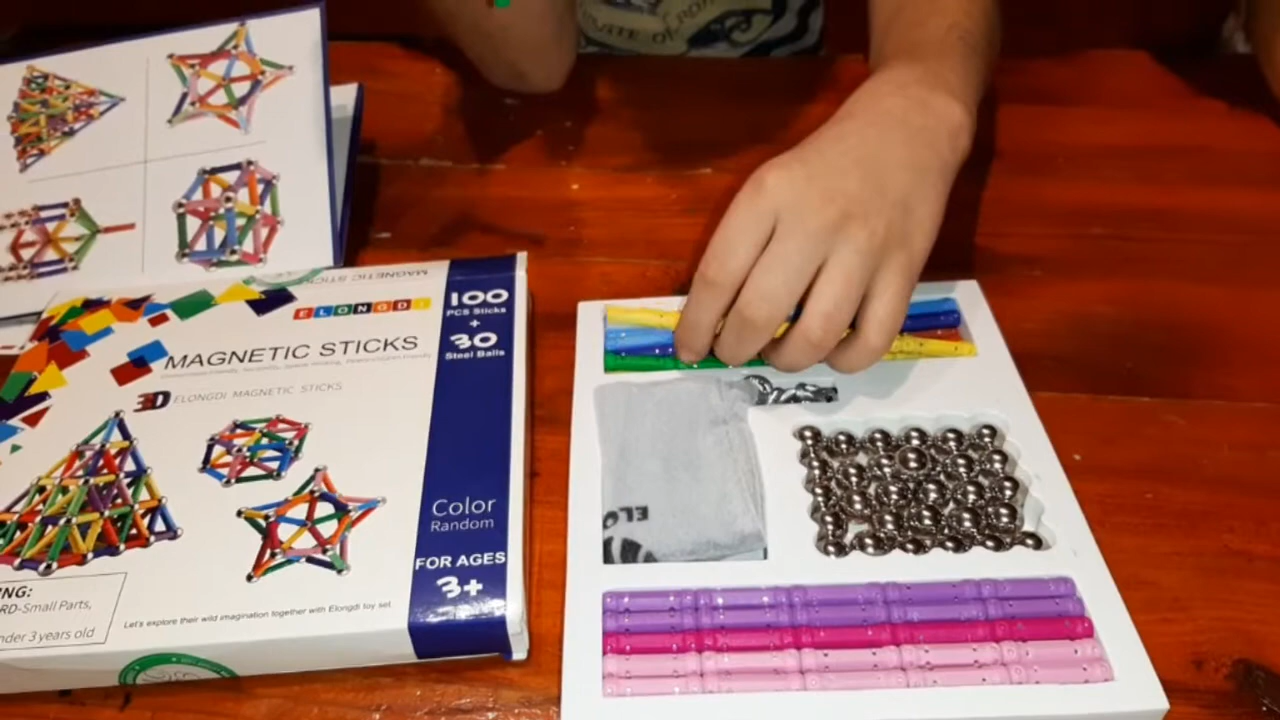 MATE OF
MAGNETIC STICKS
ELONGDI
MAGNETIC STICKS
3D ELONGDI MAGNETIC STICKS
100
PCS Sticks
+
30
Steel Balls
Color
Random
FOR AGES
3+
NG:
RD-Small Parts,
nder 3 years old
Let's explore their wild imagination together with Elongdi toy set.
ELO